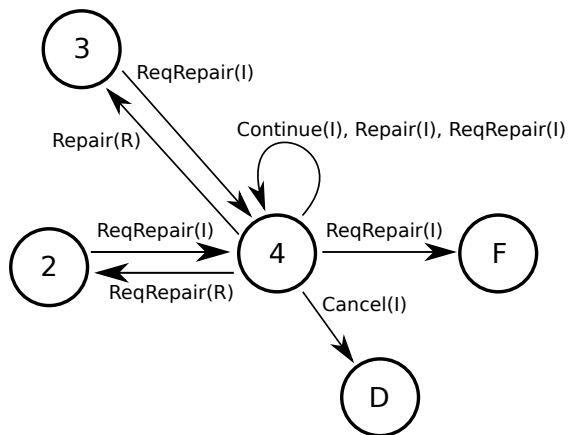 3
ReqRepair(I)
Continue(I), Repair(I), ReqRepair(I)
Repair(R)
ReqRepair(I)
ReqRepair(I)
2
4
F
ReqRepair(R)
Cancel(I)
D